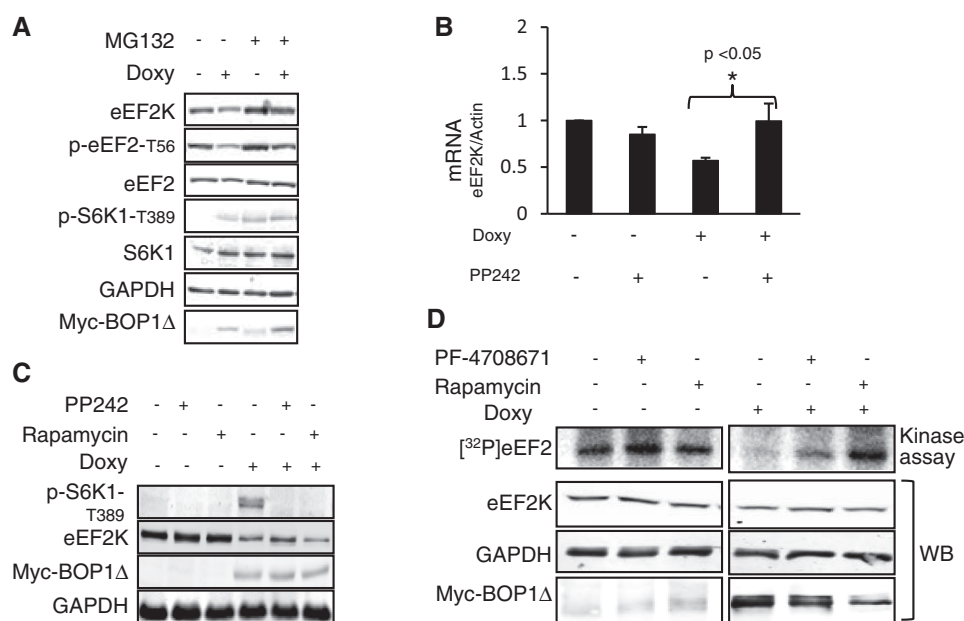 A
MG132 - - + +
Doxy - + - +
eEF2K
p-eEF2-T56
eEF2
p-S6K1-T389
S6K1
GAPDH
Myc-BOP1Δ
B
mRNA
eEF2K/Actin
2
1.5
1
0.5
0
p <0.05
*
Doxy - - + +
PP242 - + - +
C
PP242 - + - - + -
Rapamycin - - + - - +
Doxy - - - + + +
p-S6K1-
T389
eEF2K
Myc-BOP1Δ
GAPDH
D
PF-4708671 - + - - + -
Rapamycin - - + - - +
Doxy - - - + + +
[³²P]eEF2
Kinase
assay
eEF2K
GAPDH
Myc-BOP1Δ
WB